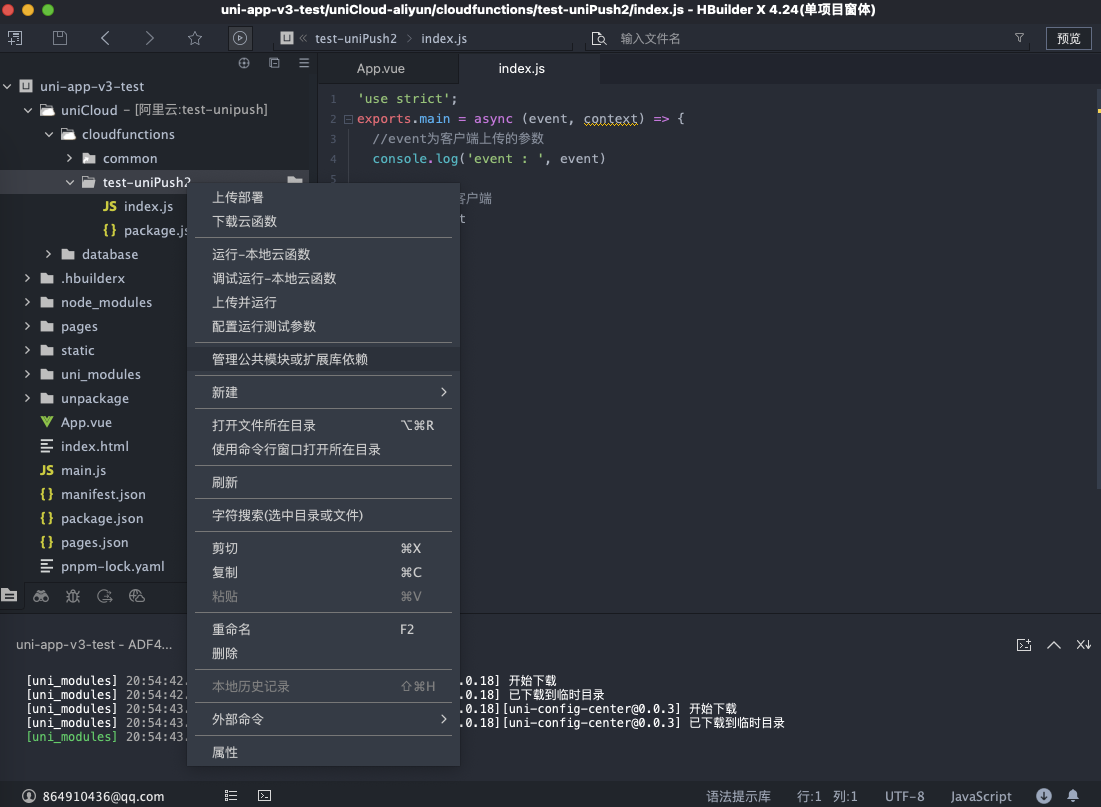 uni-app-v3-test/uniCloud-aliyun/cloudfunctions/test-uniPush2/index.js - HBuilder X 4.24(单项目窗体)
U « test-uniPush2 > index.js
输入文件名
预览
App.vue
index.js
U uni-app-v3-test
uniCloud - [阿里云:test-unipush]
cloudfunctions
common
test-uniPush2
JS index.js
{} package.js
database
.hbuilderx
node_modules
pages
static
uni_modules
unpackage
App.vue
index.html
JS main.js
{} manifest.json
{} package.json
{} pages.json
pnpm-lock.yaml
1 'use strict';
2 exports.main = async (event, context) => {
3 //event为客户端上传的参数
4 console.log('event : ', event)
5
客户端
t
上传部署
下载云函数
运行-本地云函数
调试运行-本地云函数
上传并运行
配置运行测试参数
管理公共模块或扩展库依赖
新建
打开文件所在目录 ⌥⌘R
使用命令行窗口打开所在目录
刷新
字符搜索(选中目录或文件)
剪切 ⌘X
复制 ⌘C
粘贴 ⌘V
重命名 F2
删除
本地历史记录 ⇧⌘H
外部命令
属性
uni-app-v3-test - ADF4...
[uni_modules] 20:54:42. .0.18] 开始下载
[uni_modules] 20:54:42. .0.18] 已下载到临时目录
[uni_modules] 20:54:43. .0.18][uni-config-center@0.0.3] 开始下载
[uni_modules] 20:54:43. .0.18][uni-config-center@0.0.3] 已下载到临时目录
[uni_modules] 20:54:43.
864910436@qq.com
语法提示库 行:1 列:1 UTF-8 JavaScript